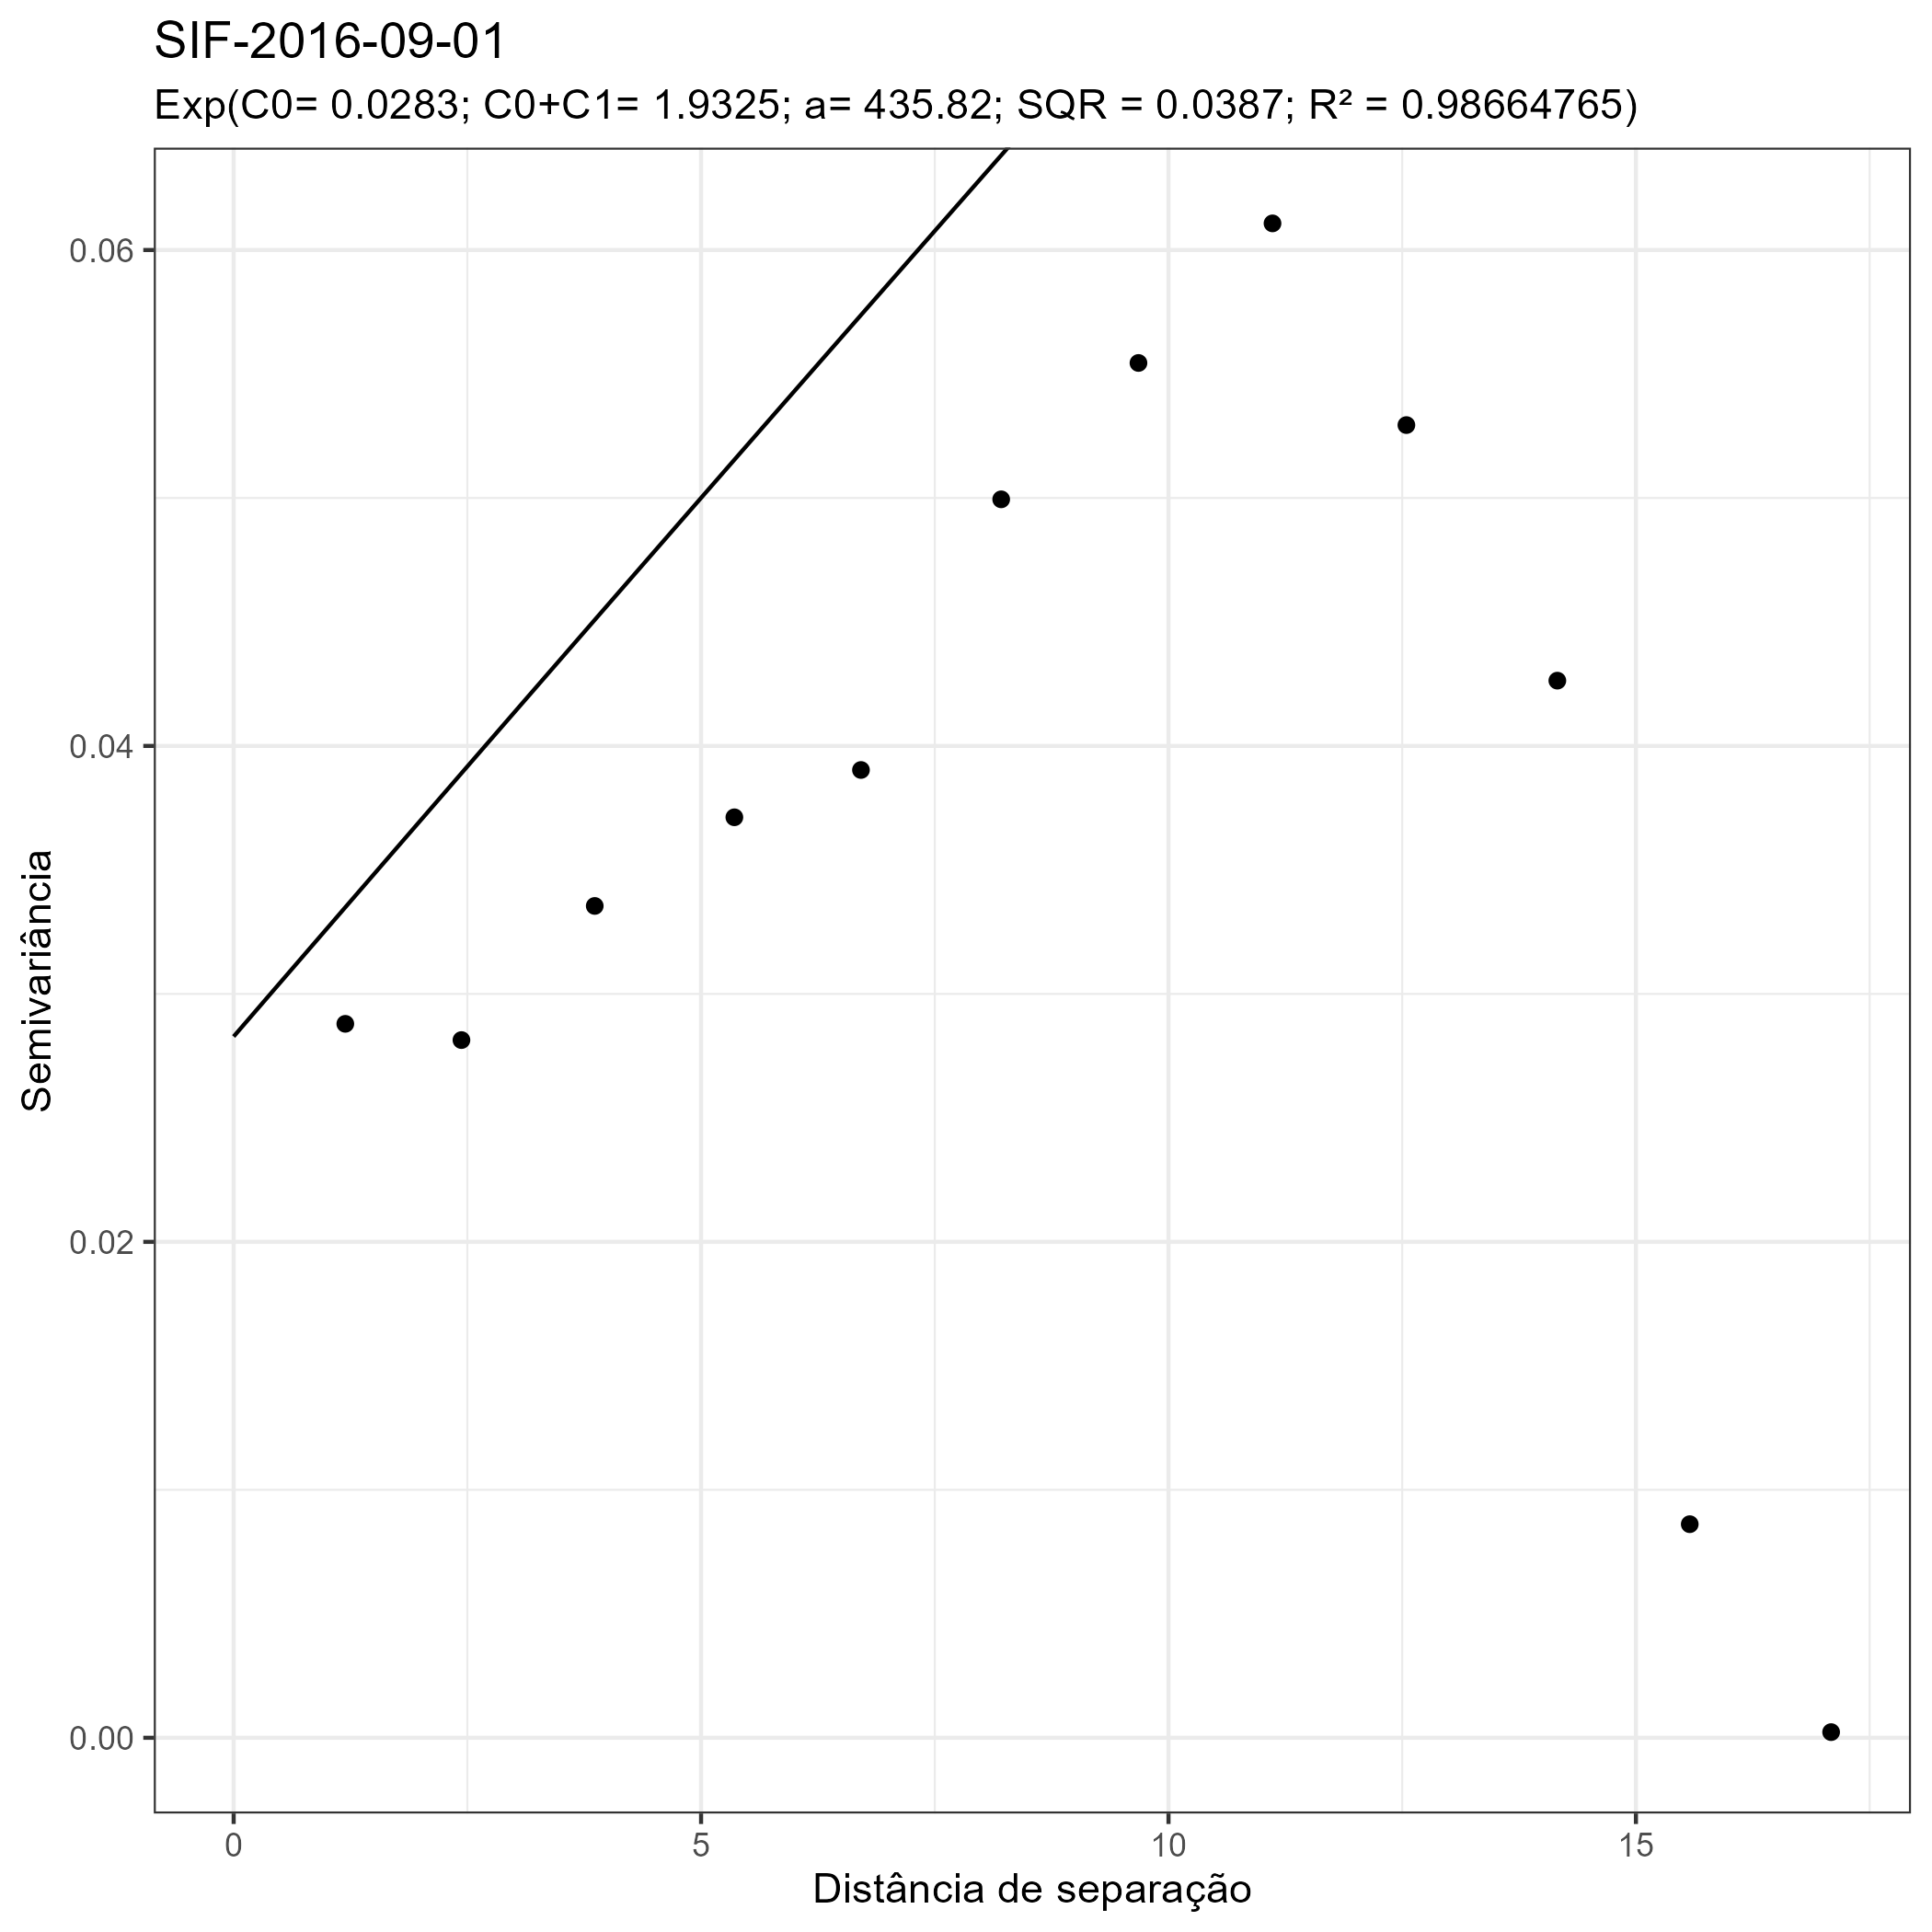 SIF-2016-09-01
Exp(C0= 0.0283; C0+C1= 1.9325; a= 435.82; SQR = 0.0387; R² = 0.98664765)
0.06
0.04
0.02
0.00
Semivariância
0 5 10 15
Distância de separação